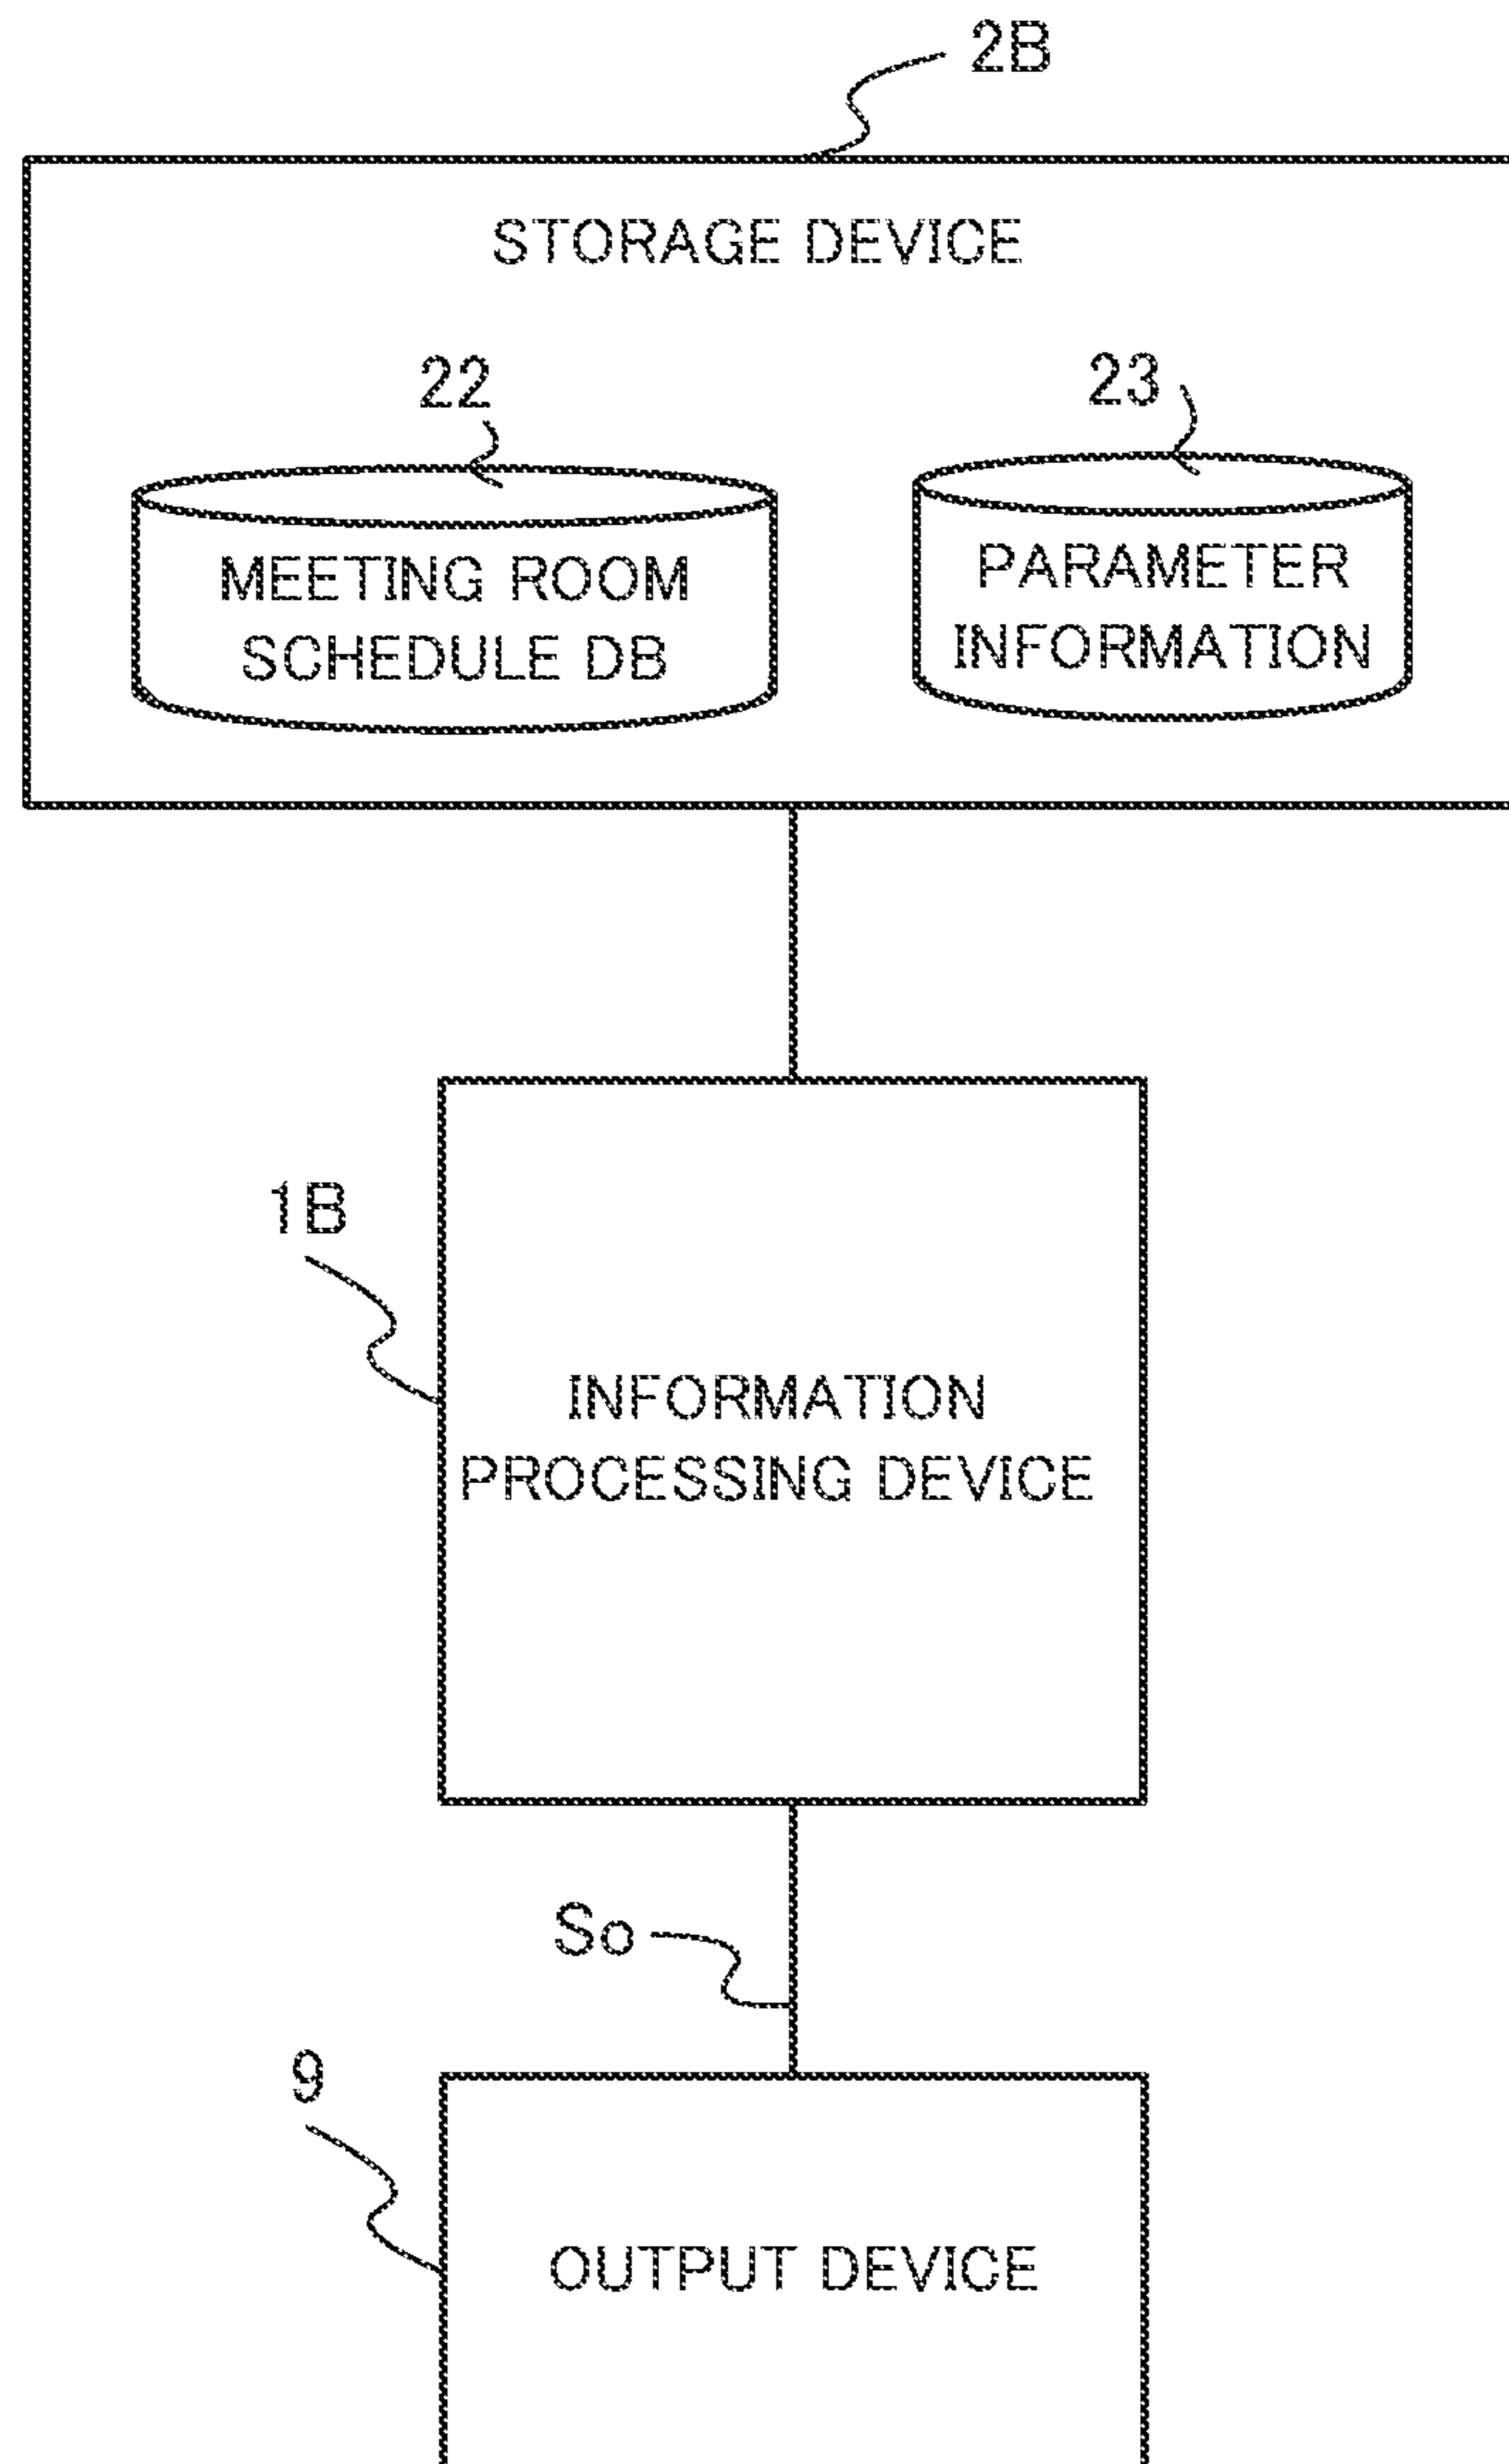 2B
STORAGE DEVICE
22
23
MEETING ROOM
SCHEDULE DB
PARAMETER
INFORMATION
1B
INFORMATION
PROCESSING DEVICE
So
9
OUTPUT DEVICE